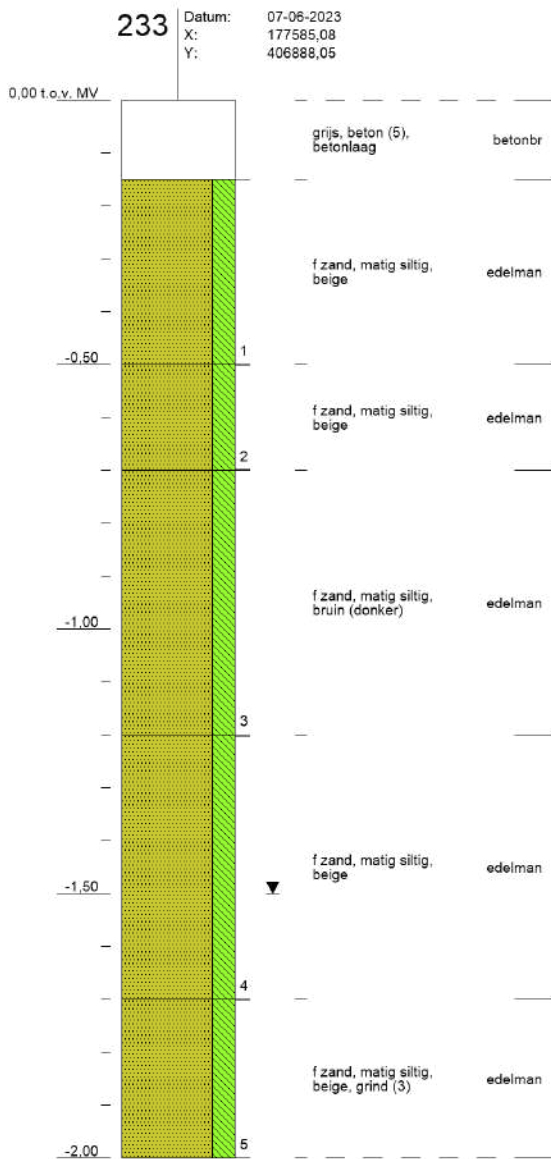 233
Datum: 07-06-2023
X: 177585,08
Y: 406888,05
0,00 t.o.v. MV
grijs, beton (5), betonbr
betonlaag
f zand, matig siltig, edelman
beige
1
-0,50
f zand, matig siltig, edelman
beige
2
f zand, matig siltig, edelman
bruin (donker)
-1,00
3
f zand, matig siltig, edelman
beige
-1,50
4
f zand, matig siltig, edelman
beige, grind (3)
5
-2,00